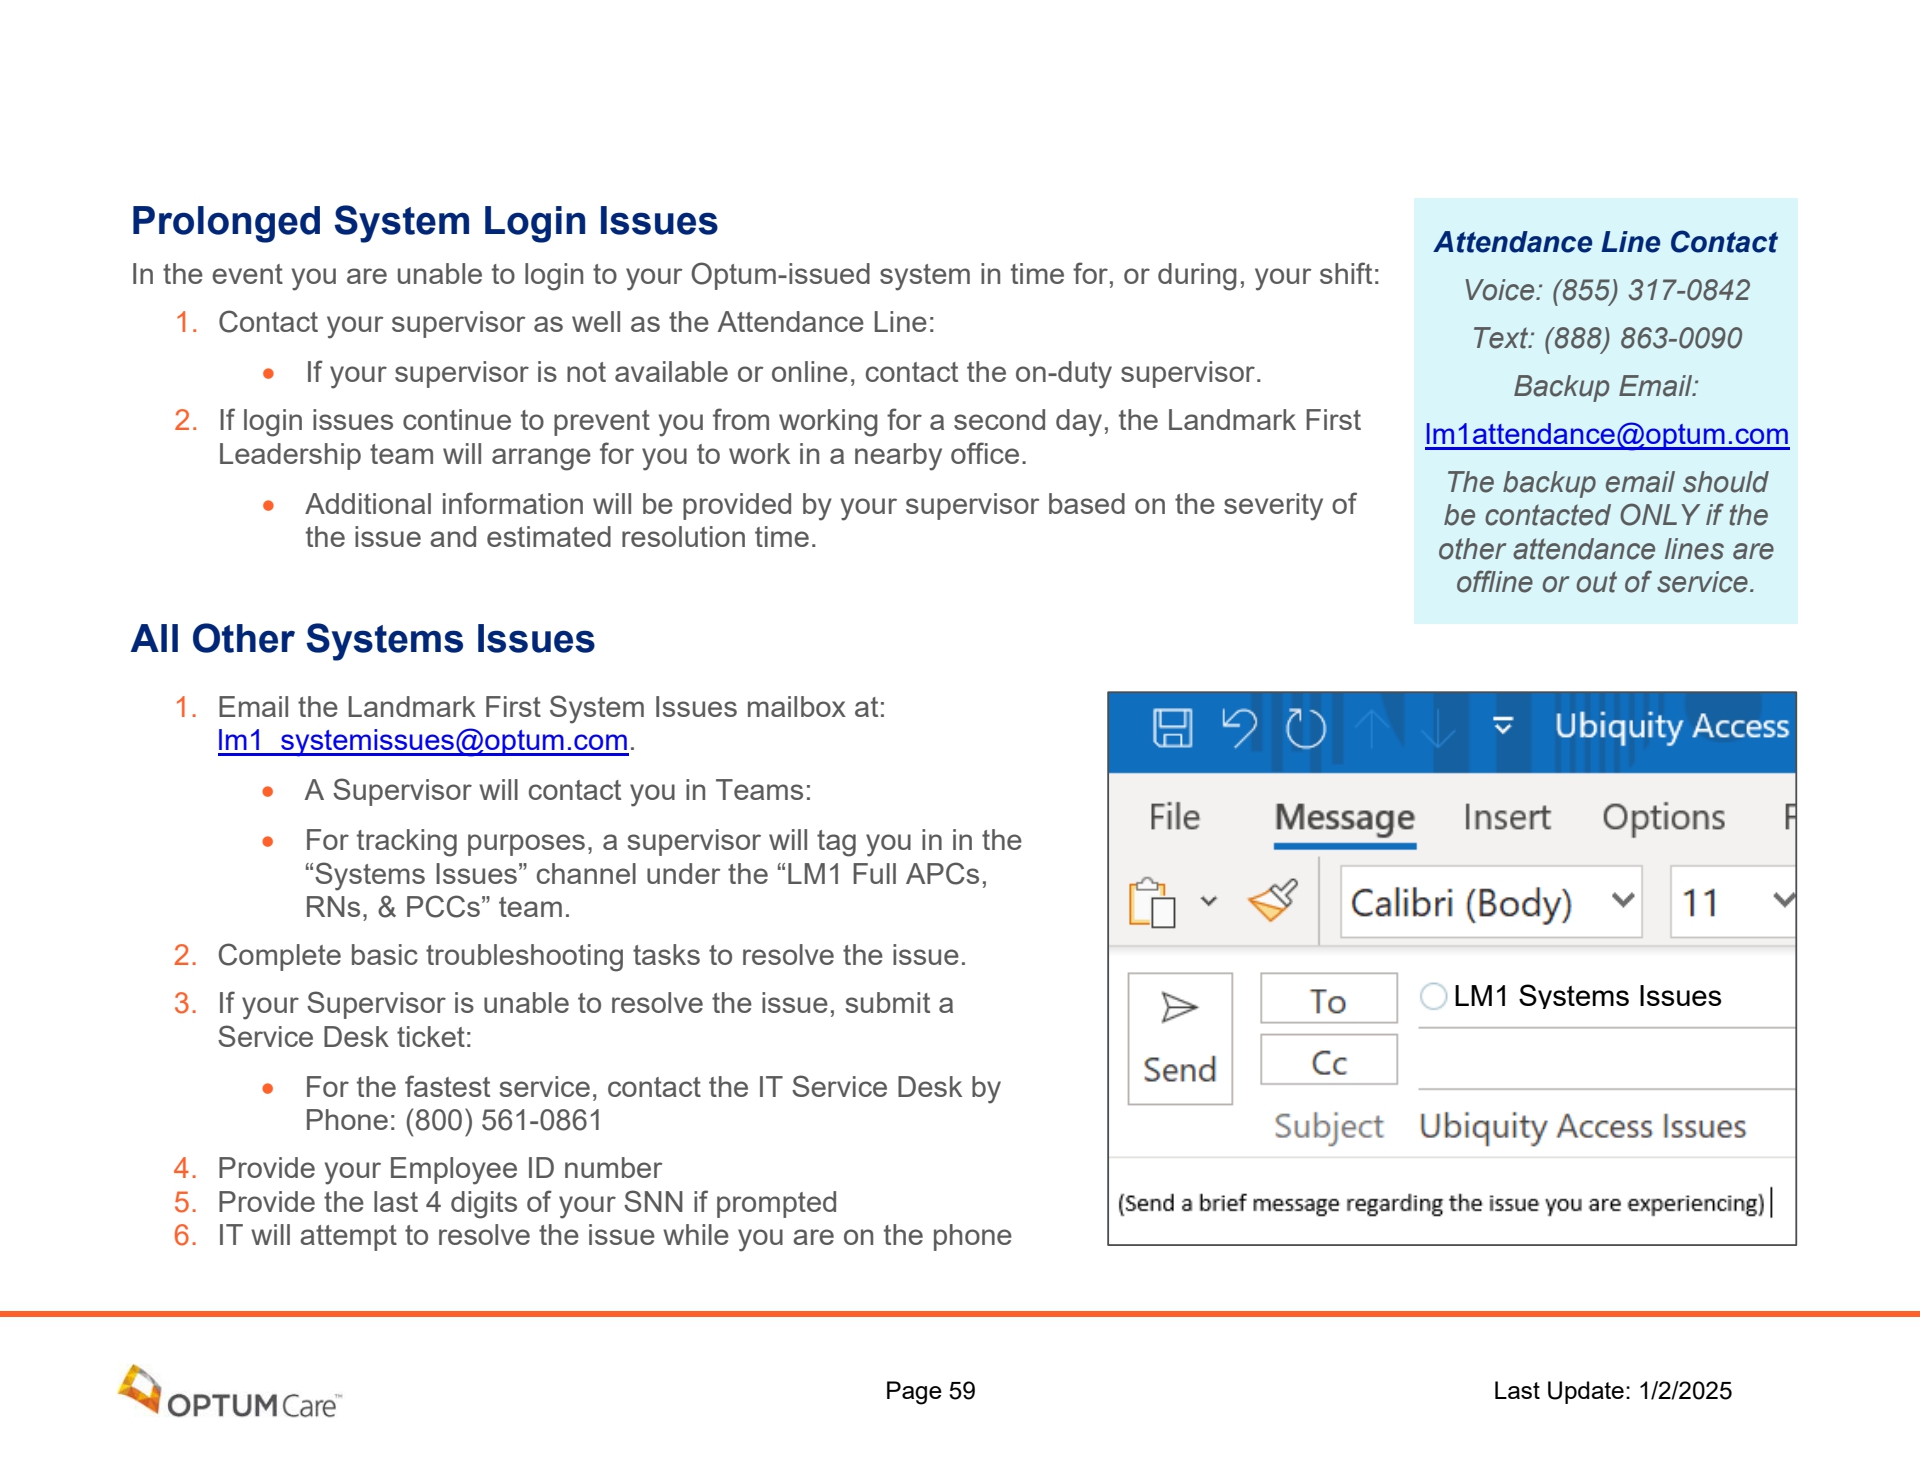 Prolonged System Login Issues
In the event you are unable to login to your Optum-issued system in time for, or during, your shift:
1. Contact your supervisor as well as the Attendance Line:
• If your supervisor is not available or online, contact the on-duty supervisor.
2. If login issues continue to prevent you from working for a second day, the Landmark First
Leadership team will arrange for you to work in a nearby office.
• Additional information will be provided by your supervisor based on the severity of
the issue and estimated resolution time.
Attendance Line Contact
Voice: (855) 317-0842
Text: (888) 863-0090
Backup Email:
lm1attendance@optum.com
The backup email should
be contacted ONLY if the
other attendance lines are
offline or out of service.
All Other Systems Issues
1. Email the Landmark First System Issues mailbox at:
lm1_systemissues@optum.com.
• A Supervisor will contact you in Teams:
• For tracking purposes, a supervisor will tag you in in the
“Systems Issues” channel under the “LM1 Full APCs,
RNs, & PCCs” team.
2. Complete basic troubleshooting tasks to resolve the issue.
3. If your Supervisor is unable to resolve the issue, submit a
Service Desk ticket:
• For the fastest service, contact the IT Service Desk by
Phone: (800) 561-0861
4. Provide your Employee ID number
5. Provide the last 4 digits of your SNN if prompted
6. IT will attempt to resolve the issue while you are on the phone
Ubiquity Access
File Message Insert Options
Calibri (Body) 11
To LM1 Systems Issues
Send Cc
Subject Ubiquity Access Issues
(Send a brief message regarding the issue you are experiencing)
OPTUM Care™
Page 59
Last Update: 1/2/2025